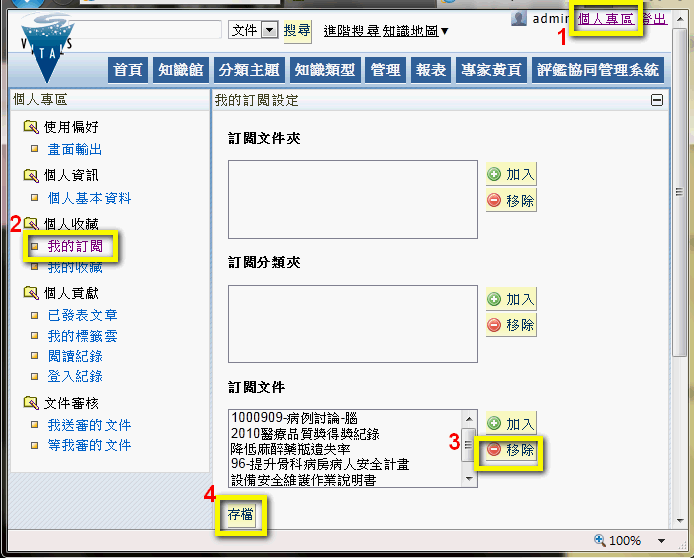 admin 個人專區 登出
1
VITALS
文件 搜尋 進階搜尋 知識地圖▼
首頁 知識館 分類主題 知識類型 管理 報表 專家黃頁 評鑑協同管理系統
個人專區
使用偏好
畫面輸出
個人資訊
個人基本資料
2 個人收藏
我的訂閱
我的收藏
個人貢獻
已發表文章
我的標籤雲
閱讀紀錄
登入紀錄
文件審核
我送審的文件
等我審的文件
我的訂閱設定
訂閱文件夾
加入
移除
訂閱分類夾
加入
移除
訂閱文件
1000909-病例討論-腦
2010醫療品質獎得獎紀錄
降低麻醉藥瓶遺失率
96-提升骨科病房病人安全計畫
設備安全維護作業說明書
加入
3 移除
4
存檔
100%